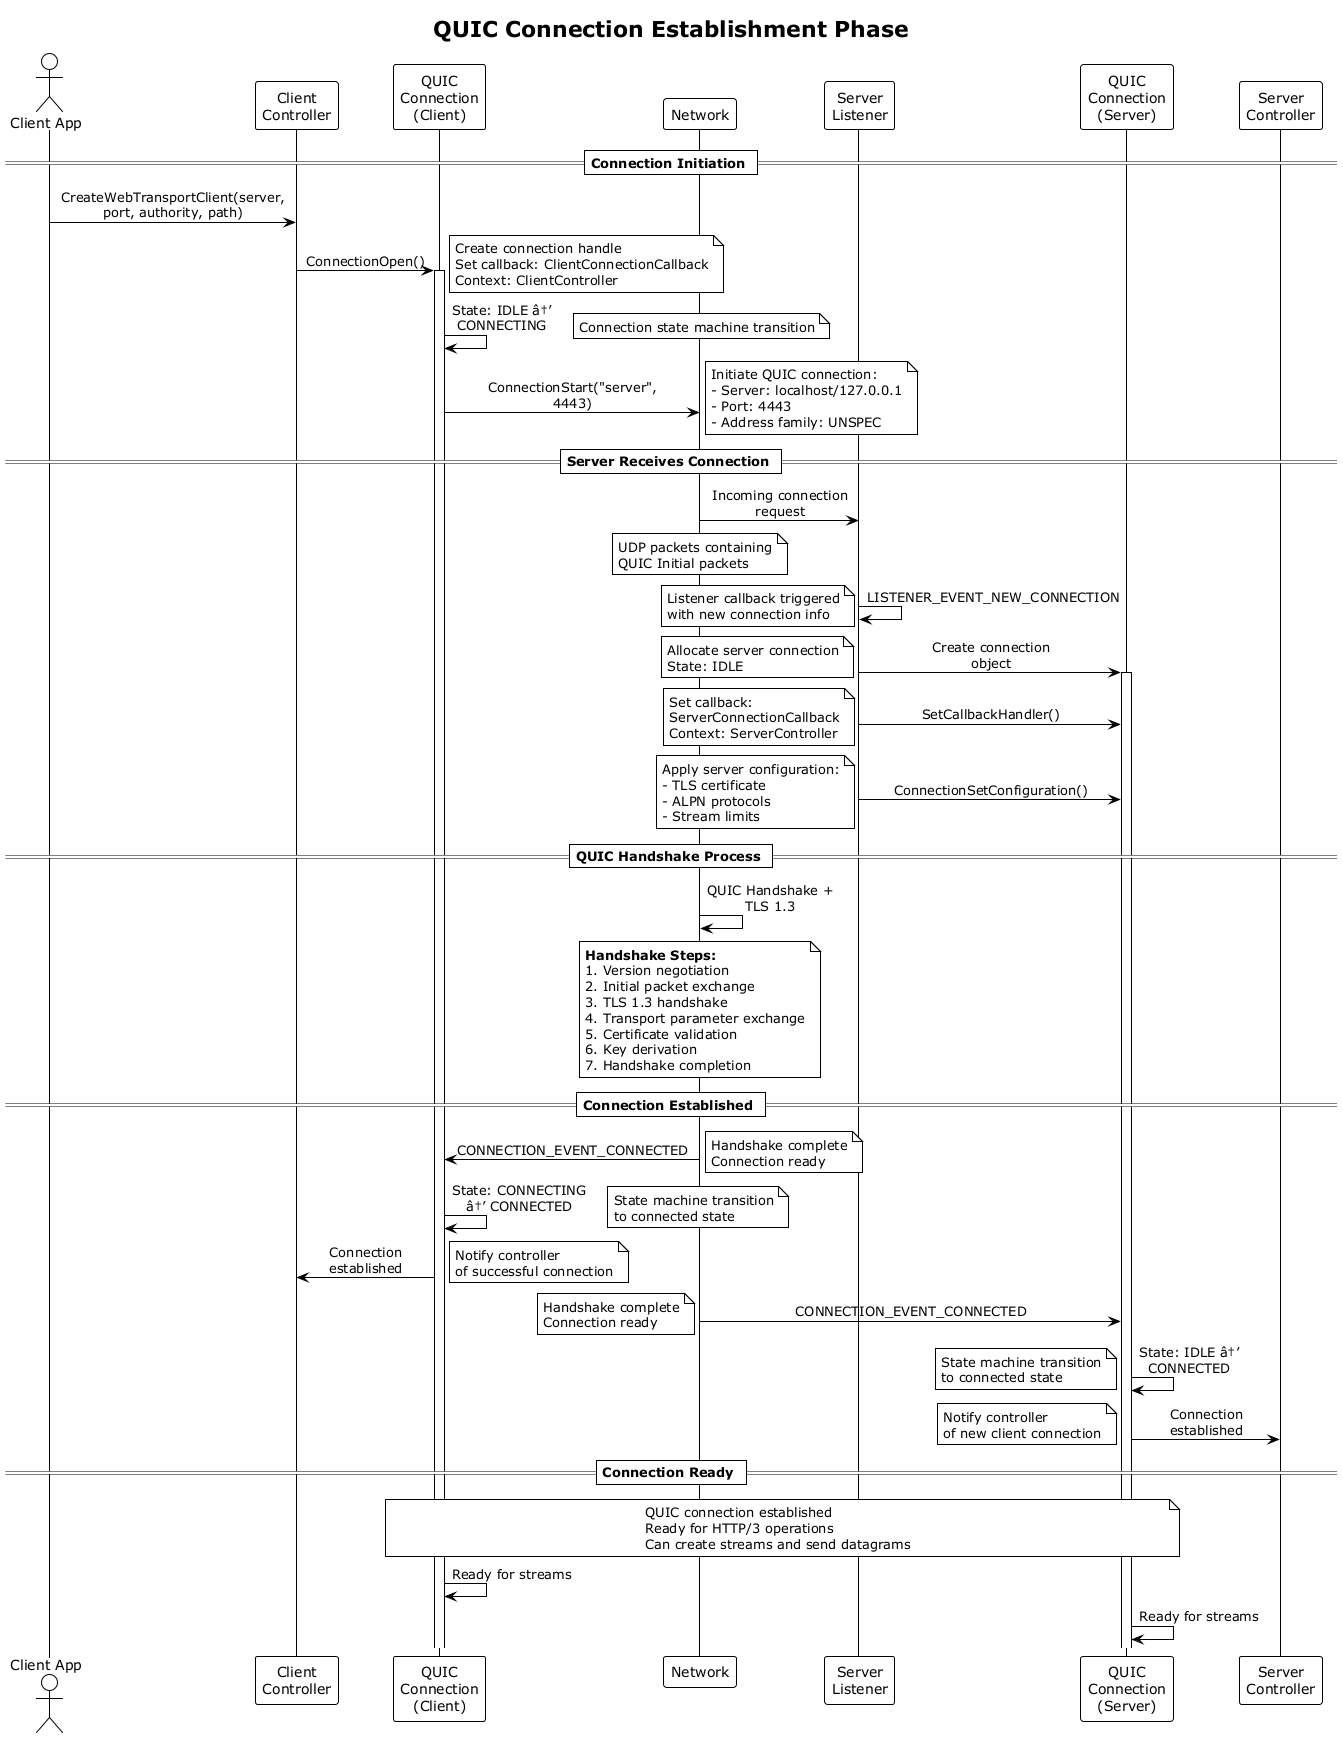 QUIC Connection Establishment Phase
Client App
Client
Controller
QUIC
Connection
(Client)
Network
Server
Listener
QUIC
Connection
(Server)
Server
Controller
Connection Initiation
CreateWebTransportClient(server,
port, authority, path)
ConnectionOpen()
Create connection handle
Set callback: ClientConnectionCallback
Context: ClientController
State: IDLE â†’
CONNECTING
Connection state machine transition
ConnectionStart("server",
4443)
Initiate QUIC connection:
- Server: localhost/127.0.0.1
- Port: 4443
- Address family: UNSPEC
Server Receives Connection
Incoming connection
request
UDP packets containing
QUIC Initial packets
Listener callback triggered
with new connection info
LISTENER_EVENT_NEW_CONNECTION
Allocate server connection
State: IDLE
Create connection
object
Set callback:
ServerConnectionCallback
Context: ServerController
SetCallbackHandler()
Apply server configuration:
- TLS certificate
- ALPN protocols
- Stream limits
ConnectionSetConfiguration()
QUIC Handshake Process
QUIC Handshake +
TLS 1.3
Handshake Steps:
1. Version negotiation
2. Initial packet exchange
3. TLS 1.3 handshake
4. Transport parameter exchange
5. Certificate validation
6. Key derivation
7. Handshake completion
Connection Established
CONNECTION_EVENT_CONNECTED
Handshake complete
Connection ready
State: CONNECTING
â†’ CONNECTED
State machine transition
to connected state
Connection
established
Notify controller
of successful connection
Handshake complete
Connection ready
CONNECTION_EVENT_CONNECTED
State machine transition
to connected state
State: IDLE â†’
CONNECTED
Notify controller
of new client connection
Connection
established
Connection Ready
QUIC connection established
Ready for HTTP/3 operations
Can create streams and send datagrams
Ready for streams
Ready for streams
Client App
Client
Controller
QUIC
Connection
(Client)
Network
Server
Listener
QUIC
Connection
(Server)
Server
Controller